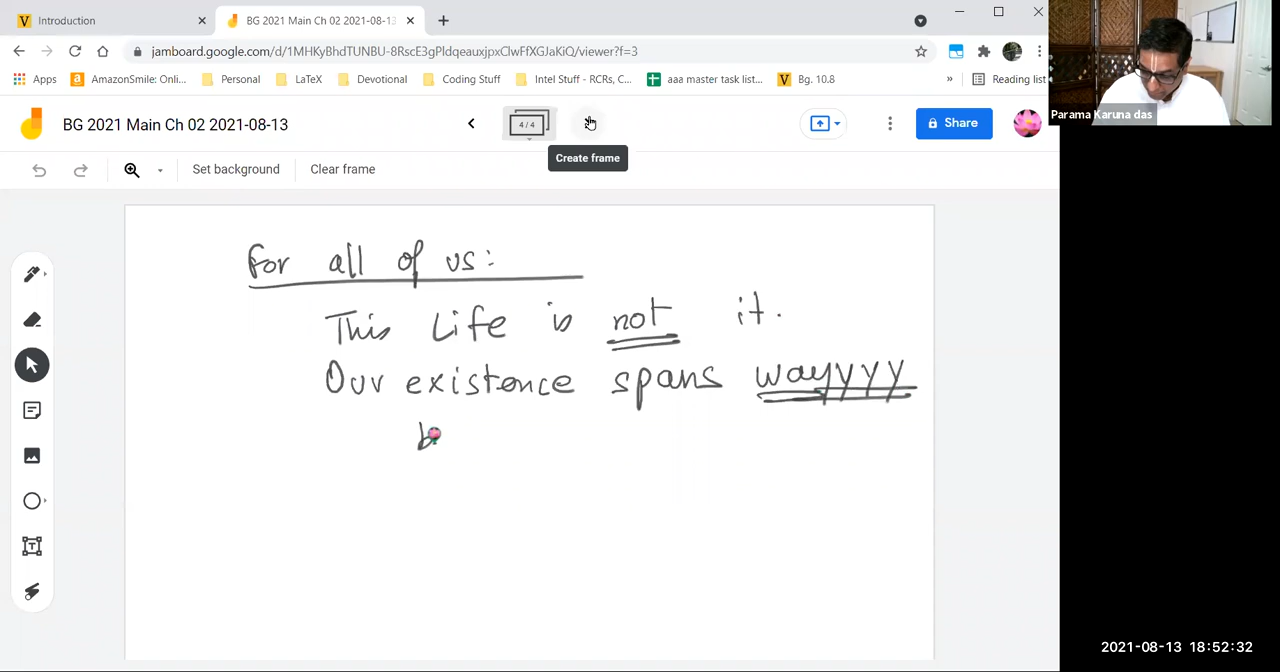 Introduction
BG 2021 Main Ch 02 2021-08-13
jamboard.google.com/d/1MHKyBhdTUNBU-8RscE3gPldqeauxjpxClwFfXGJaKiQ/viewer?f=3
Apps AmazonSmile: Onli... Personal LaTeX Devotional Coding Stuff Intel Stuff - RCRs, C... aaa master task list... Bg. 10.8 » Reading list
Parama Karuna das
BG 2021 Main Ch 02 2021-08-13 4/4 Share
Create frame
Set background Clear frame
For all of us:
This Life is not it.
Our existence spans wayyyy
b
2021-08-13 18:52:32